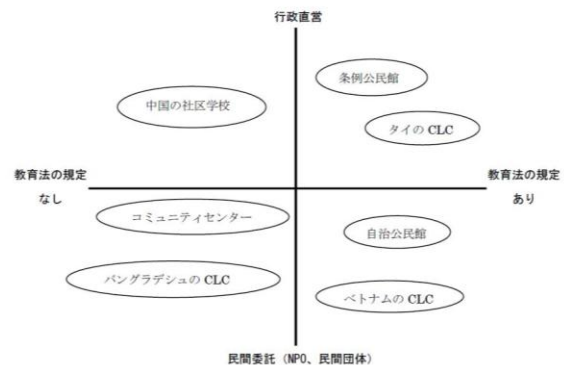 行政直営
条例公民館
中国の社区学校
タイの CLC
教育法の規定
なし
教育法の規定
あり
コミュニティセンター
自治公民館
バングラデシュの CLC
ベトナムの CLC
民間委託（NPO、民間団体）